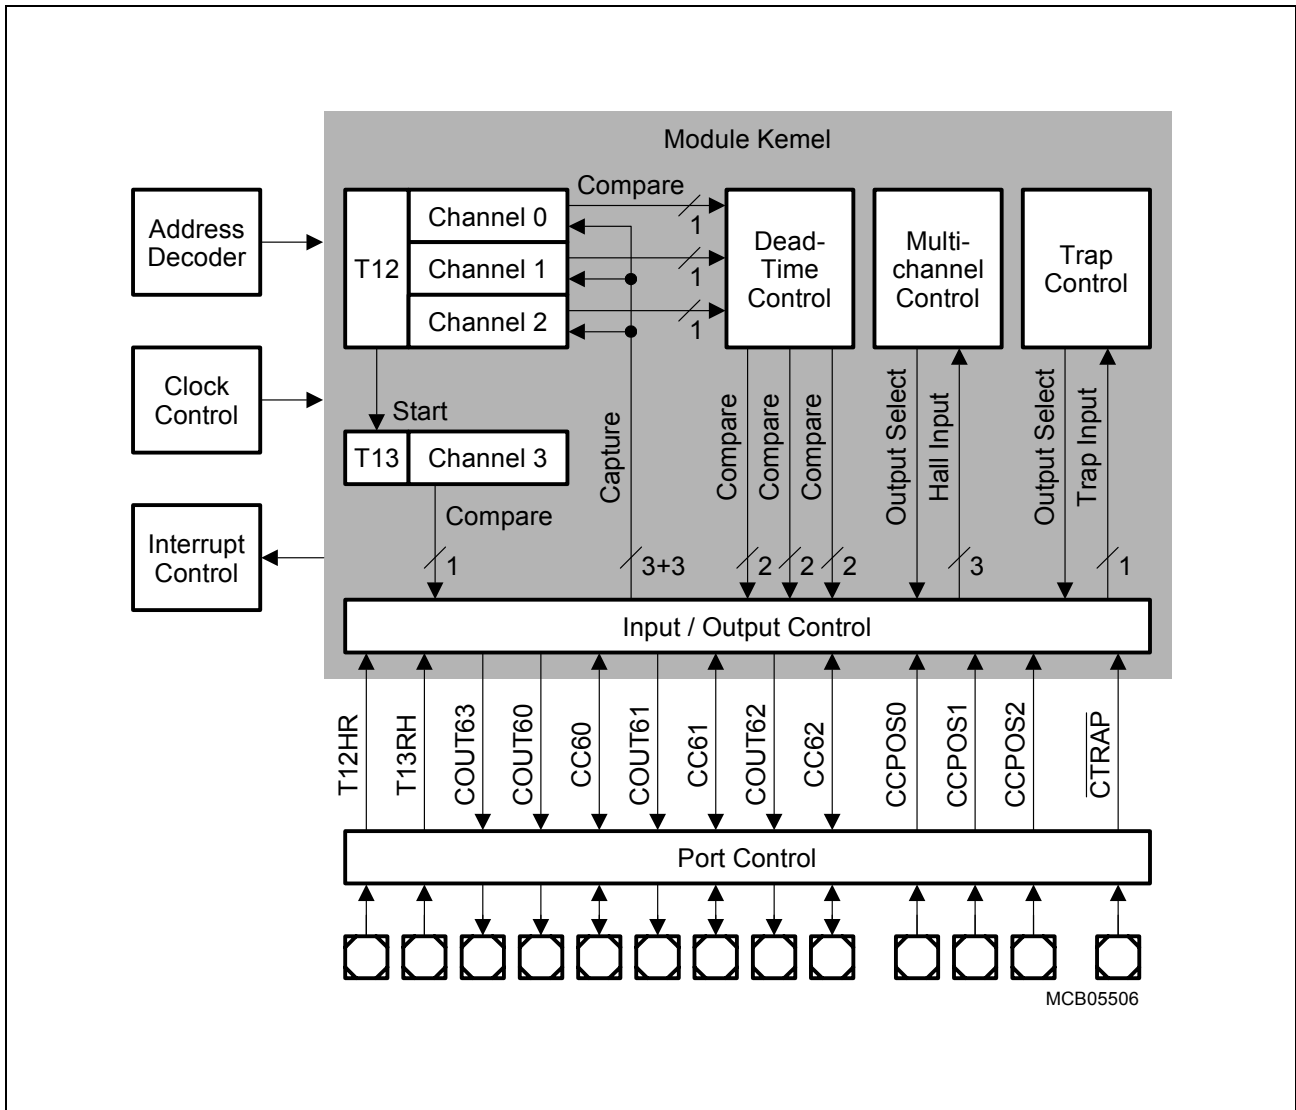 Module Kemel
Address
Decoder
Clock
Control
Interrupt
Control
T12
Channel 0
Channel 1
Channel 2
Compare
1
1
1
Dead-
Time
Control
Multi-
channel
Control
Trap
Control
Start
T13
Channel 3
Compare
1
Capture
3+3
Compare
2
Compare
2
Compare
2
Output Select
Hall Input
3
Output Select
Trap Input
1
Input / Output Control
T12HR
T13RH
COUT63
COUT60
CC60
COUT61
CC61
COUT62
CC62
CCPOS0
CCPOS1
CCPOS2
CTRAP
Port Control
MCB05506